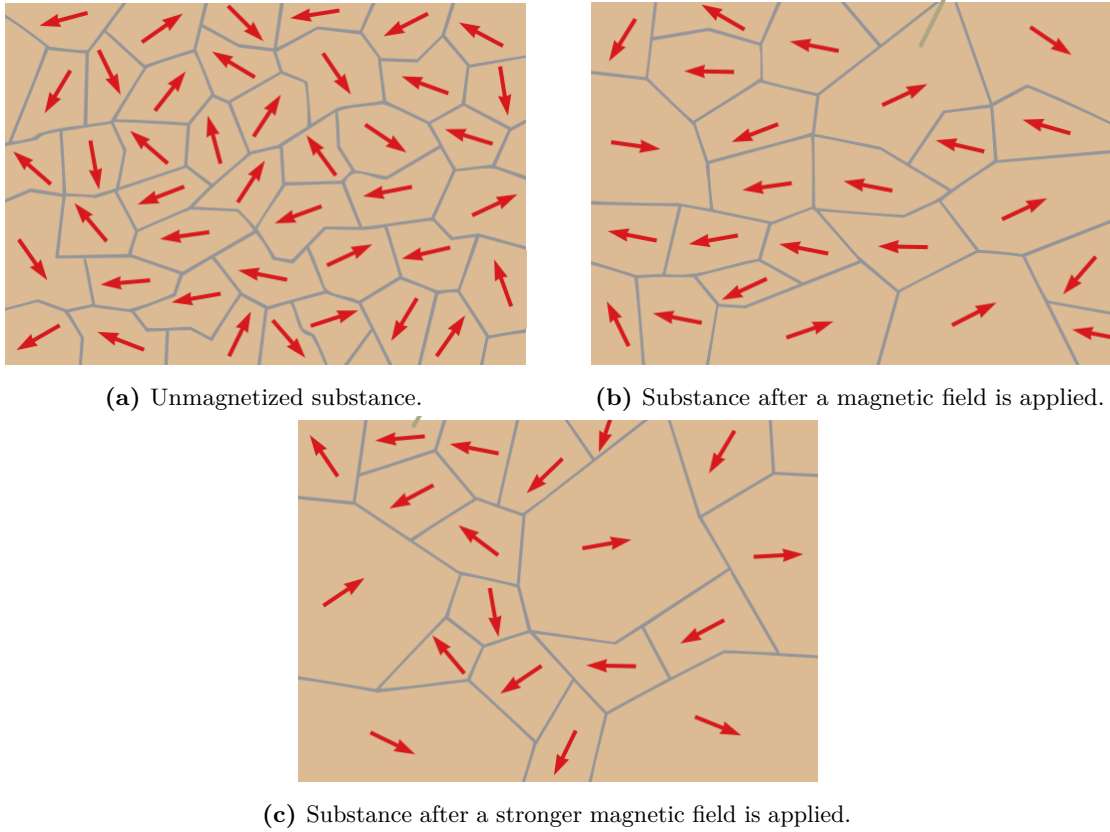 (a) Unmagnetized substance.
(b) Substance after a magnetic field is applied.
(c) Substance after a stronger magnetic field is applied.